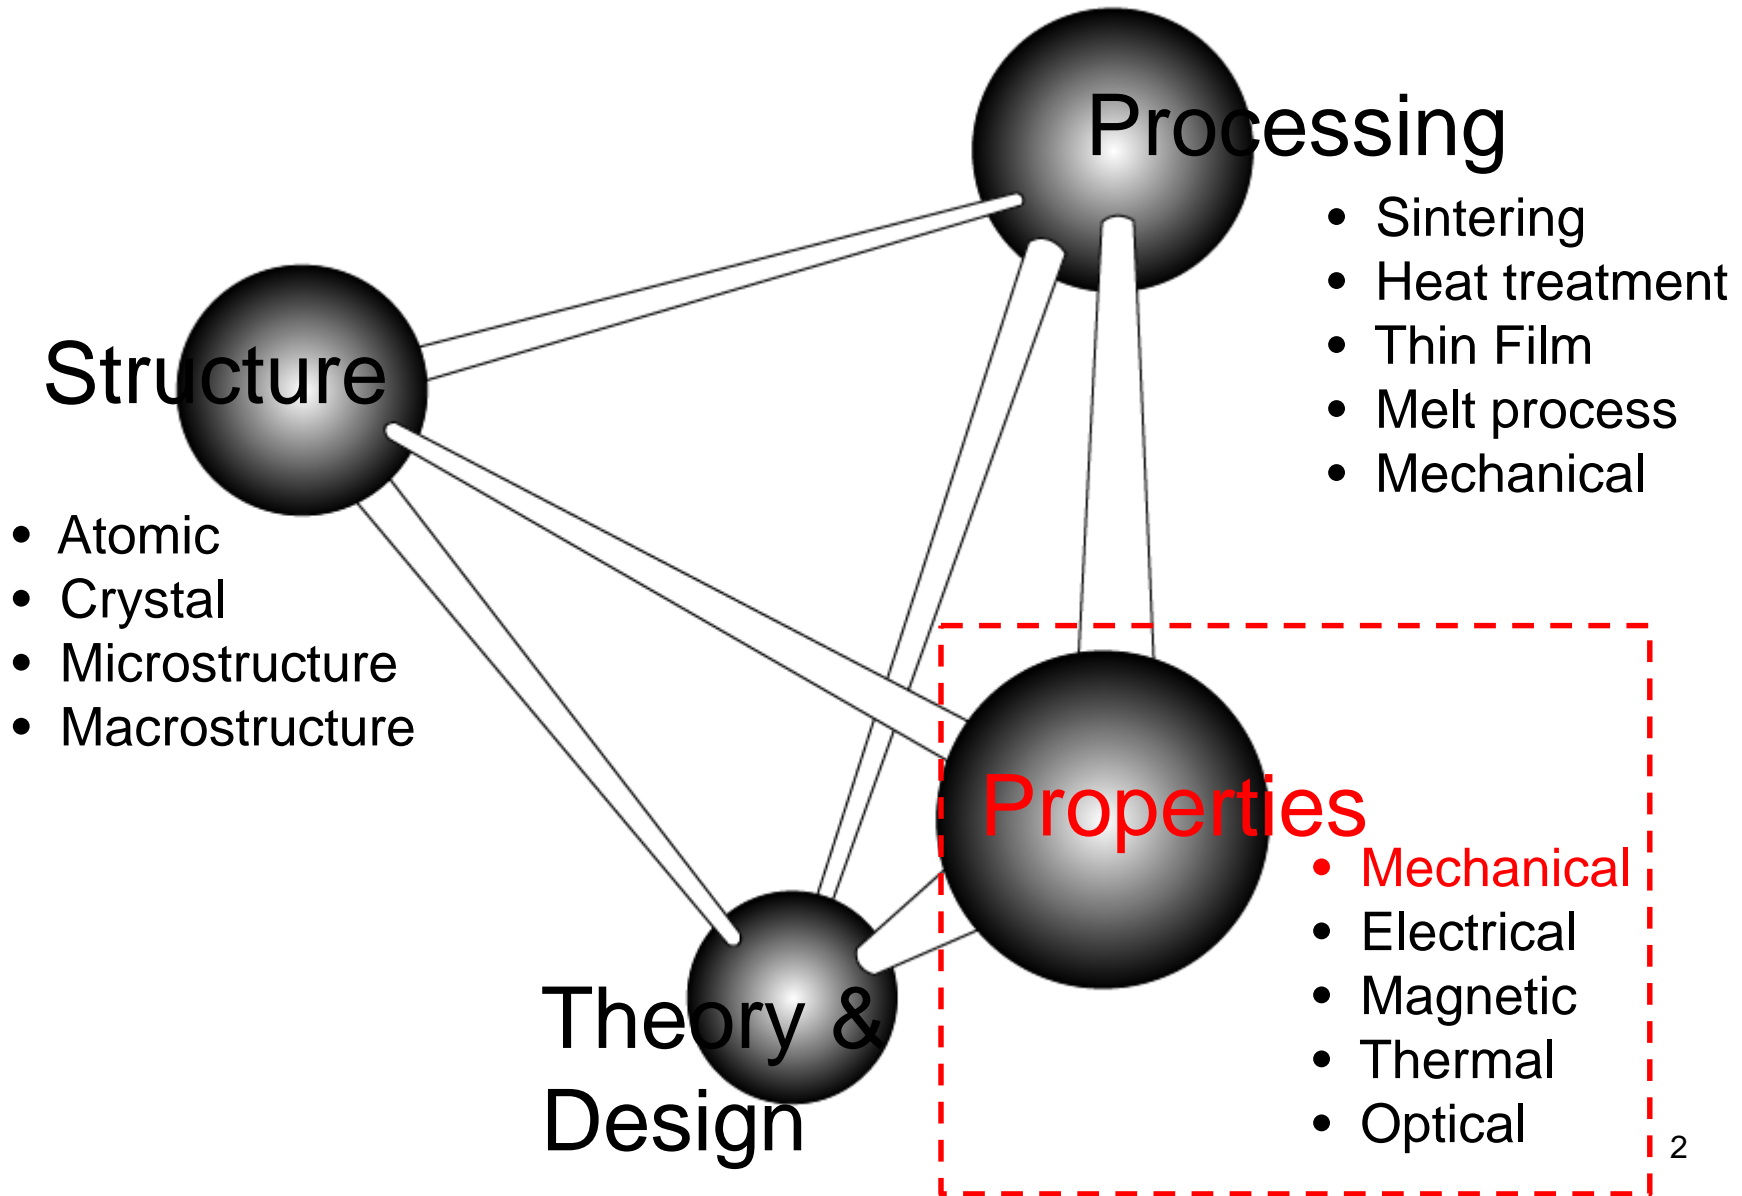 Processing
• Sintering
• Heat treatment
• Thin Film
• Melt process
• Mechanical
Structure
• Atomic
• Crystal
• Microstructure
• Macrostructure
Properties
• Mechanical
• Electrical
• Magnetic
• Thermal
• Optical
Theory &
Design
2